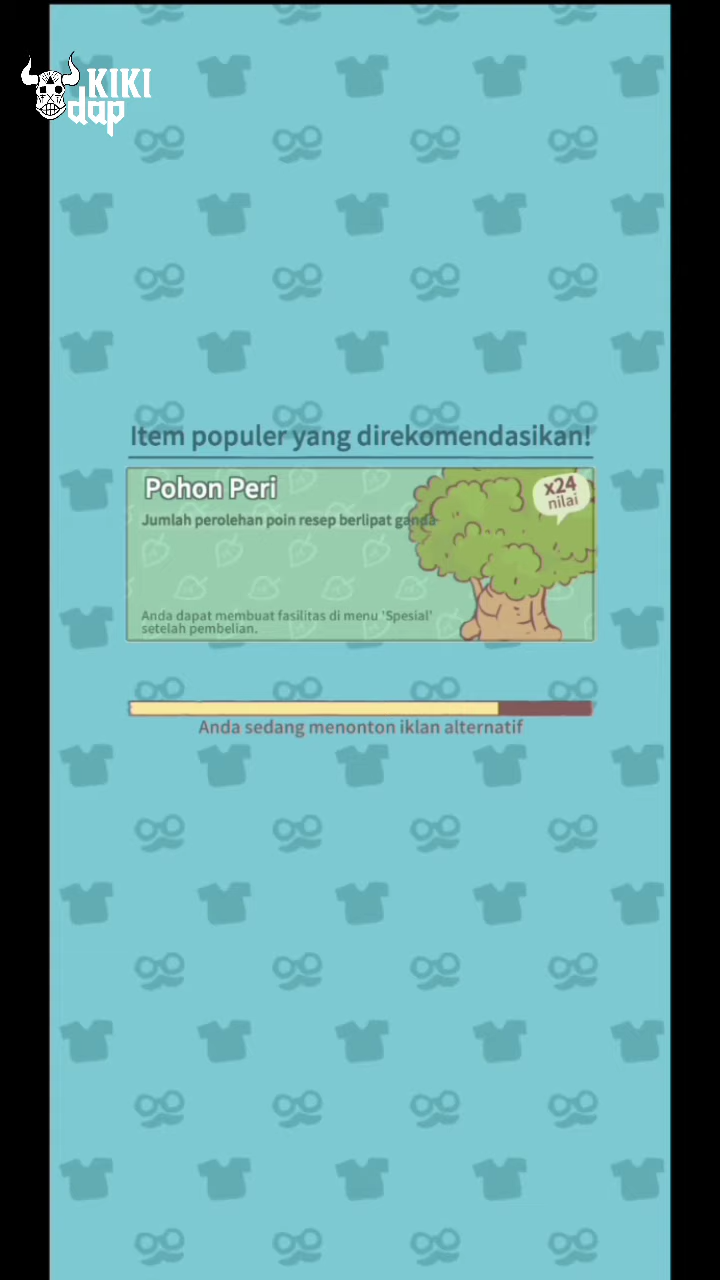 KIKI
dap
Item populer yang direkomendasikan!
Pohon Peri
x24
nilai
Jumlah perolehan poin resep berlipat ganda
Anda dapat membuat fasilitas di menu 'Spesial'
setelah pembelian.
Anda sedang menonton iklan alternatif